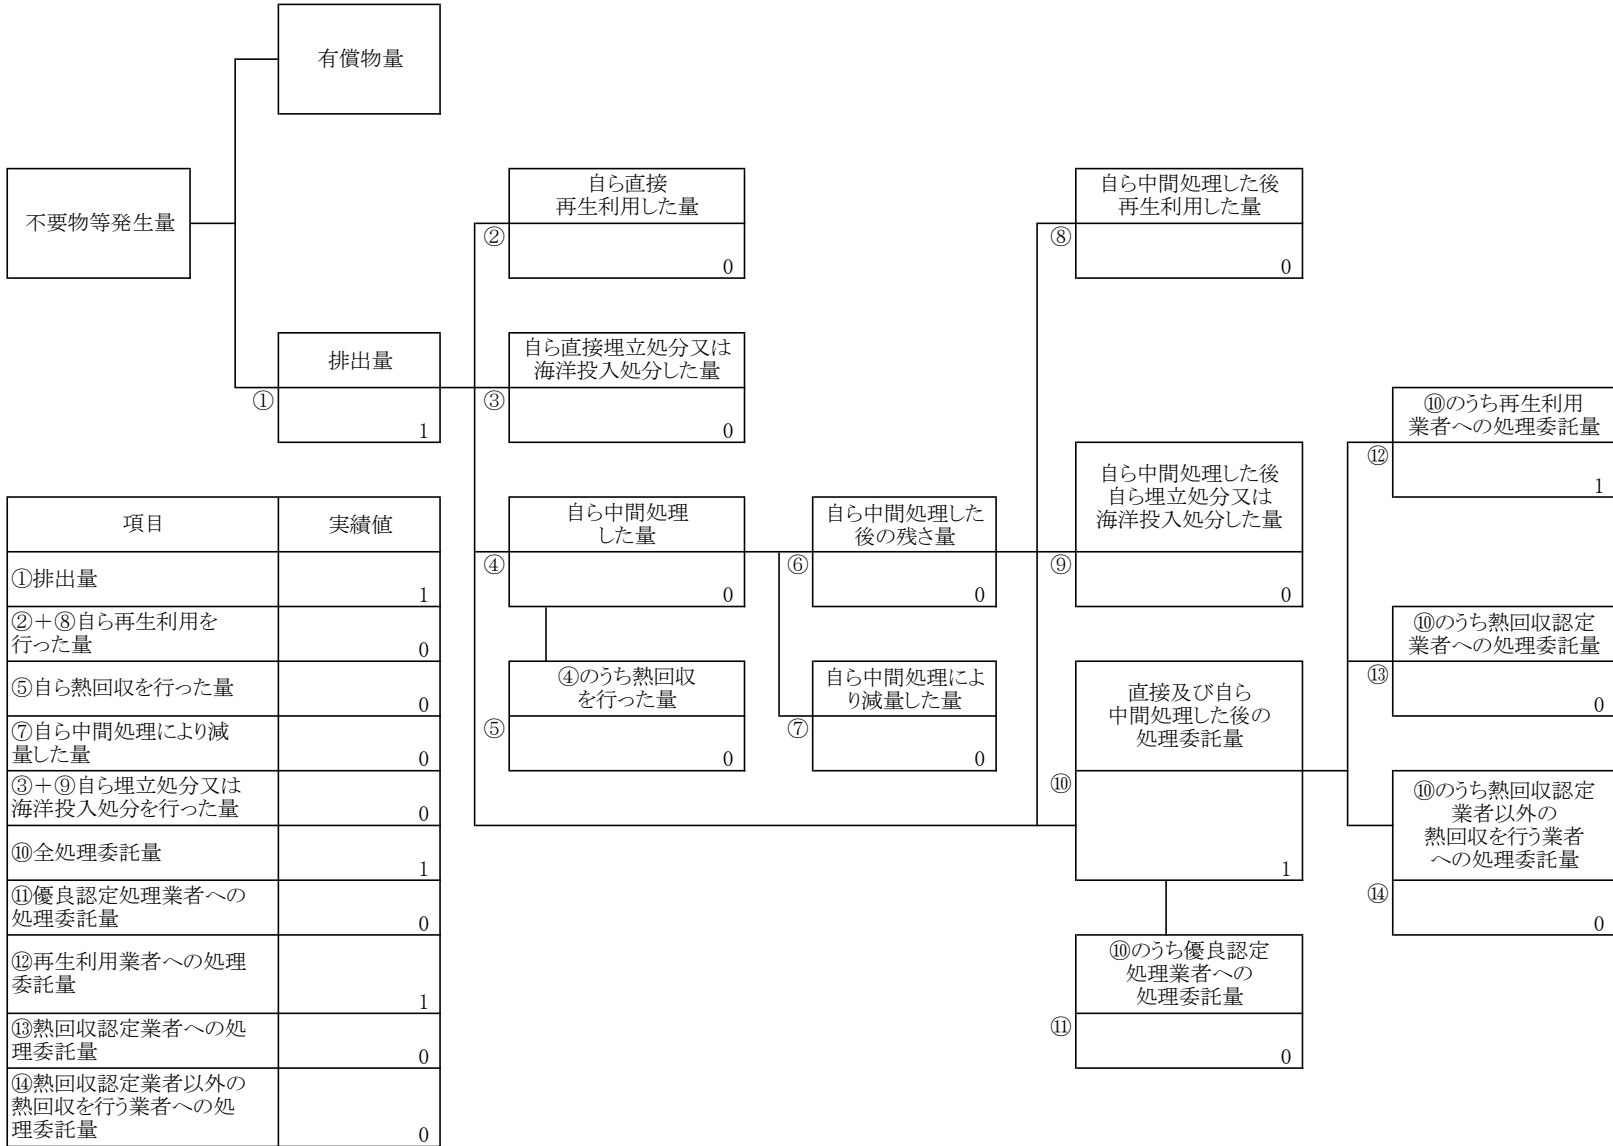 有償物量
不要物等発生量
自ら直接
再生利用した量
②
0
自ら中間処理した後
再生利用した量
⑧
0
排出量
①
1
自ら直接埋立処分又は
海洋投入処分した量
③
0
⑩のうち再生利用
業者への処理委託量
⑫
1
自ら中間処理
した量
④
0
自ら中間処理した
後の残さ量
⑥
0
自ら中間処理した後
自ら埋立処分又は
海洋投入処分した量
⑨
0
⑩のうち熱回収認定
業者への処理委託量
⑬
0
④のうち熱回収
を行った量
⑤
0
自ら中間処理によ
り減量した量
⑦
0
直接及び自ら
中間処理した後の
処理委託量
⑩
1
⑩のうち熱回収認定
業者以外の
熱回収を行う業者
への処理委託量
⑭
0
⑩のうち優良認定
処理業者への
処理委託量
⑪
0
項目 実績値
①排出量
1
②+⑧自ら再生利用を
行った量
0
⑤自ら熱回収を行った量
0
⑦自ら中間処理により減
量した量
0
③+⑨自ら埋立処分又は
海洋投入処分を行った量
0
⑩全処理委託量
1
⑪優良認定処理業者への
処理委託量
0
⑫再生利用業者への処理
委託量
1
⑬熱回収認定業者への処
理委託量
0
⑭熱回収認定業者以外の
熱回収を行う業者への処
理委託量
0